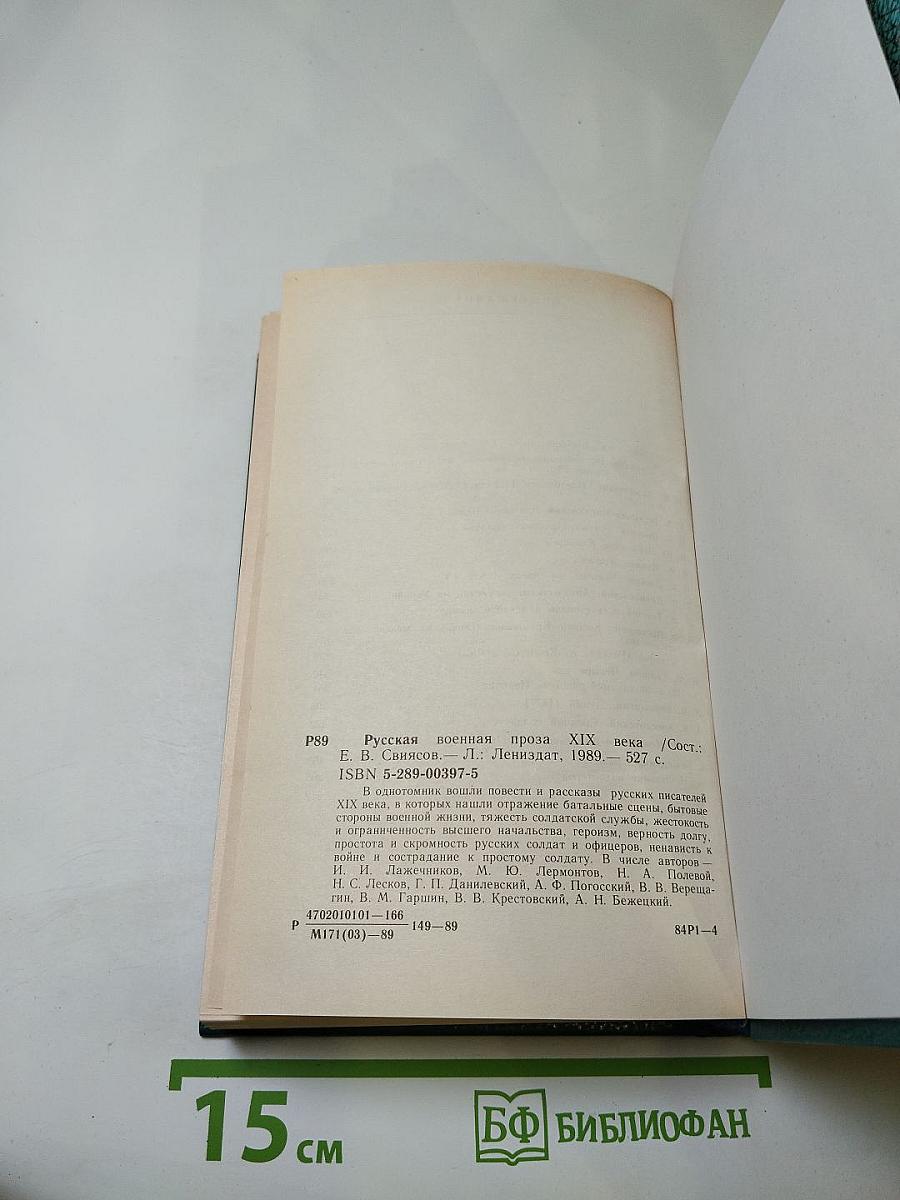 Р89 Русская военная проза XIX века /Сост.:
Е. В. Свиясов.— Л.: Лениздат, 1989.— 527 с.
ISBN 5-289-00397-5
В однотомник вошли повести и рассказы русских писателей
XIX века, в которых нашли отражение батальные сцены, бытовые
стороны военной жизни, тяжесть солдатской службы, жестокость
и ограниченность высшего начальства, героизм, верность долгу,
простота и скромность русских солдат и офицеров, ненависть к
войне и сострадание к простому солдату. В числе авторов —
И. И. Лажечников, М. Ю. Лермонтов, Н. А. Полевой,
Н. С. Лесков, Г. П. Данилевский, А. Ф. Погосский, В. В. Вереща-
гин, В. М. Гаршин, В. В. Крестовский, А. Н. Бежецкий.
Р 4702010101—166
М171(03)—89 149—89 84Р1—4
15 см БФ БИБЛИОФАН